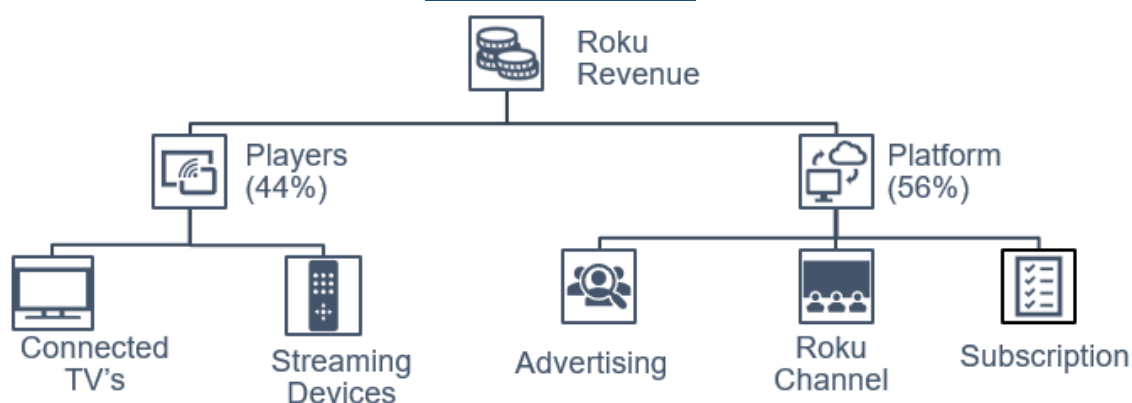 Roku
Revenue
Players
(44%)
Platform
(56%)
Connected
TV's
Streaming
Devices
Advertising
Roku
Channel
Subscription